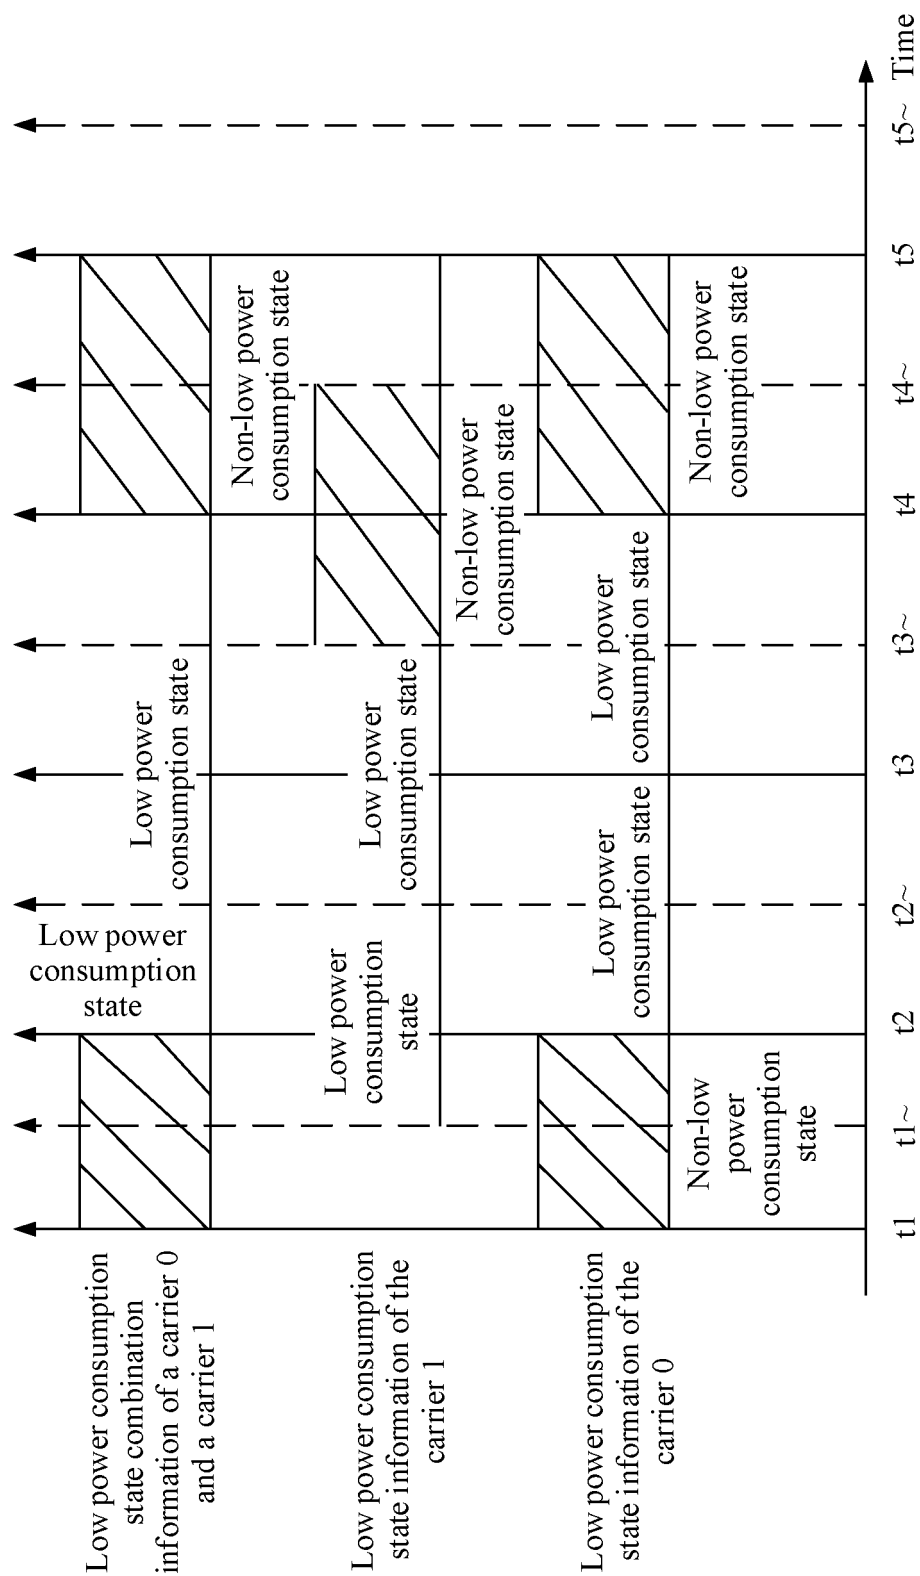 Low power consumption
state combination
information of a carrier 0
and a carrier 1
Low power
consumption
state
Low power
consumption state
Non-low power
consumption state
Low power consumption
state information of the
carrier 1
Low power
consumption
state
Low power
consumption state
Non-low power
consumption state
Low power consumption
state information of the
carrier 0
Non-low
power
consumption
state
Low power
consumption state
Low power
consumption state
Non-low power
consumption state
t1
t1~
t2
t2~
t3
t3~
t4
t4~
t5
t5~
Time